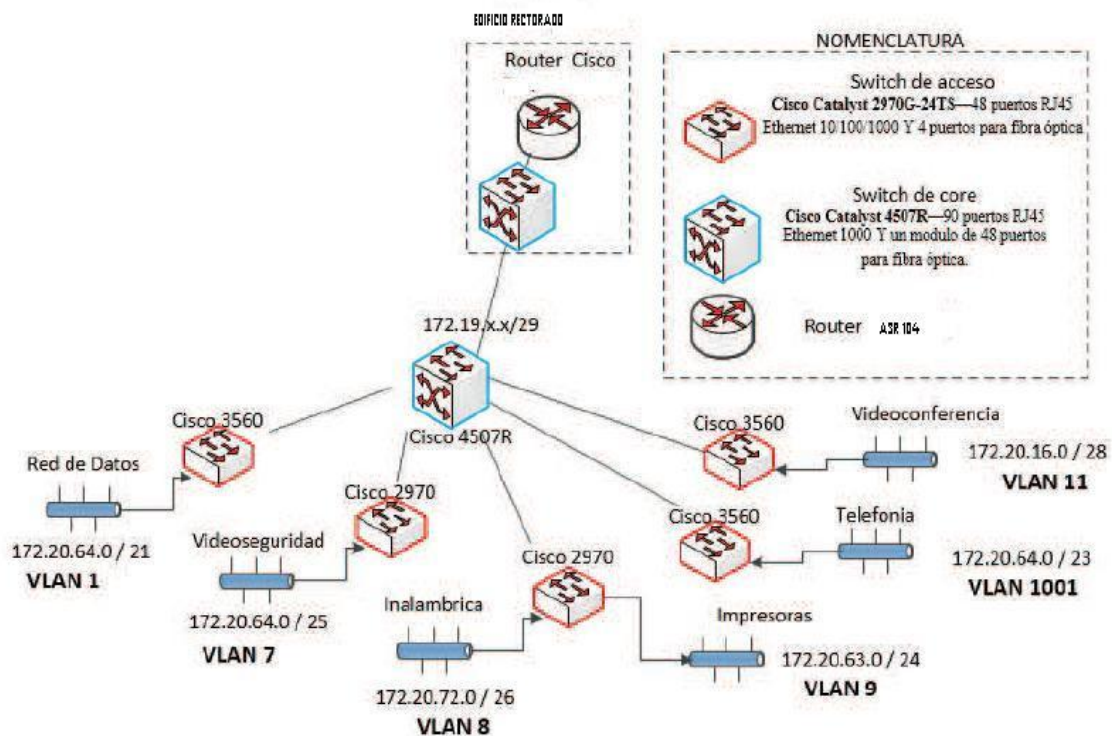 EDIFICIO RECTORADO
Router Cisco
NOMENCLATURA
Switch de acceso
Cisco Catalyst 2970G-24TS—48 puertos RJ45
Ethernet 10/100/1000 Y 4 puertos para fibra óptica
Switch de core
Cisco Catalyst 4507R—90 puertos RJ45
Ethernet 1000 Y un modulo de 48 puertos
para fibra óptica.
Router ASR 104
172.19.x.x/29
Cisco 4507R
Cisco 3560
Red de Datos
172.20.64.0 / 21
VLAN 1
Cisco 2970
Videoseguridad
172.20.64.0 / 25
VLAN 7
Cisco 2970
Inalambrica
172.20.72.0 / 26
VLAN 8
Impresoras
172.20.63.0 / 24
VLAN 9
Cisco 3560
Videoconferencia
172.20.16.0 / 28
VLAN 11
Cisco 3560
Telefonia
172.20.64.0 / 23
VLAN 1001